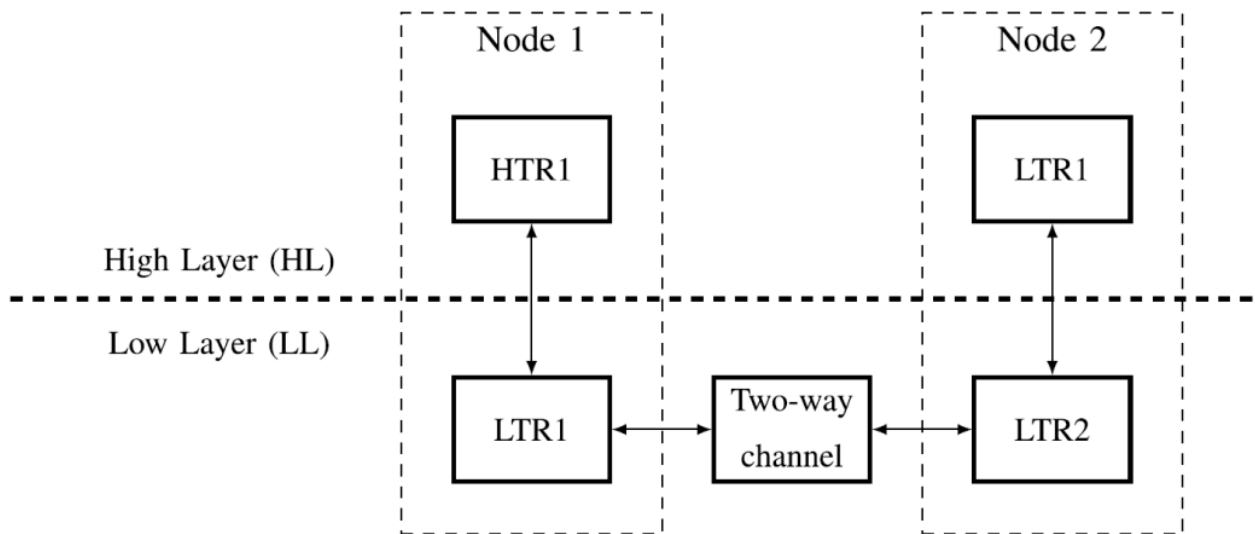 Node 1
Node 2
HTR1
LTR1
High Layer (HL)
Low Layer (LL)
LTR1
Two-way
channel
LTR2